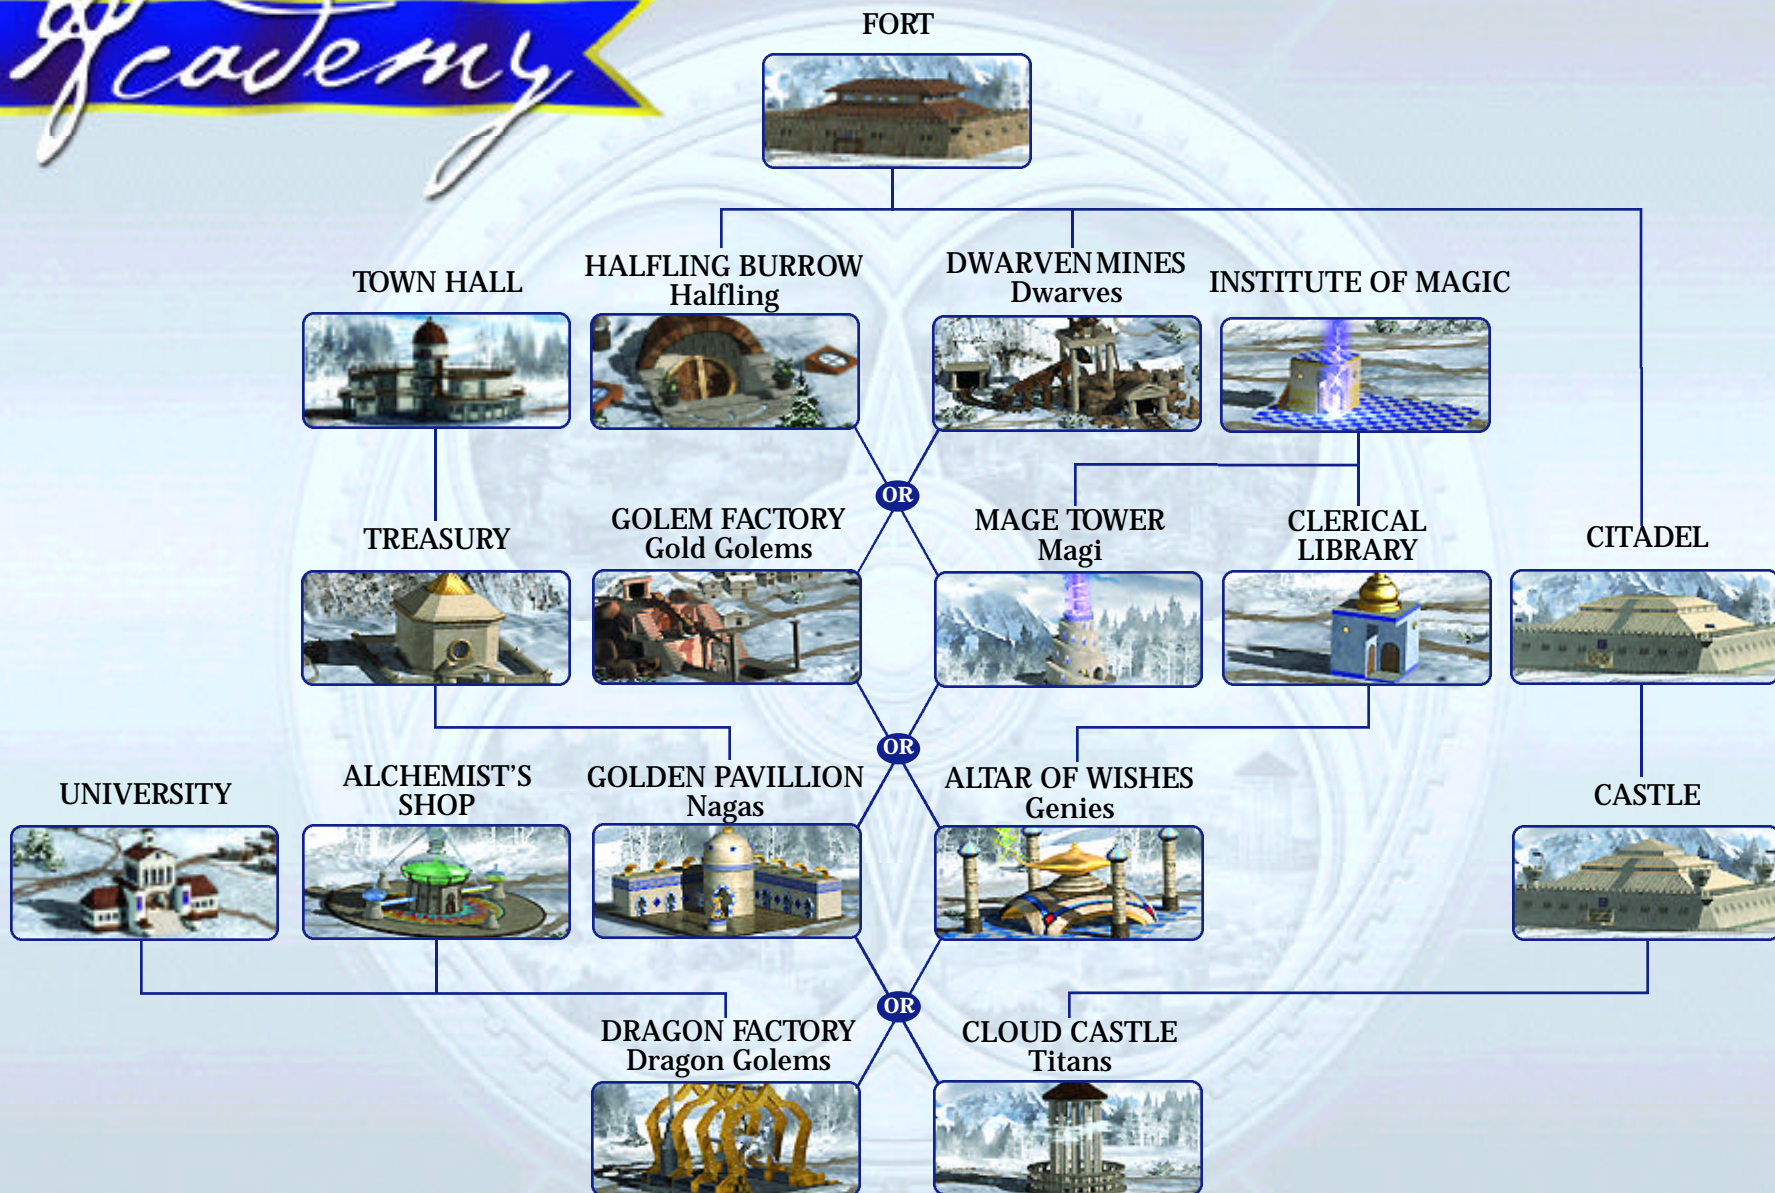 Academy
FORT
TOWN HALL
HALFLING BURROW
Halfling
DWARVEN MINES
Dwarves
INSTITUTE OF MAGIC
OR
TREASURY
GOLEM FACTORY
Gold Golems
MAGE TOWER
Magi
CLERICAL
LIBRARY
CITADEL
OR
UNIVERSITY
ALCHEMIST'S
SHOP
GOLDEN PAVILLION
Nagas
ALTAR OF WISHES
Genies
CASTLE
OR
DRAGON FACTORY
Dragon Golems
CLOUD CASTLE
Titans